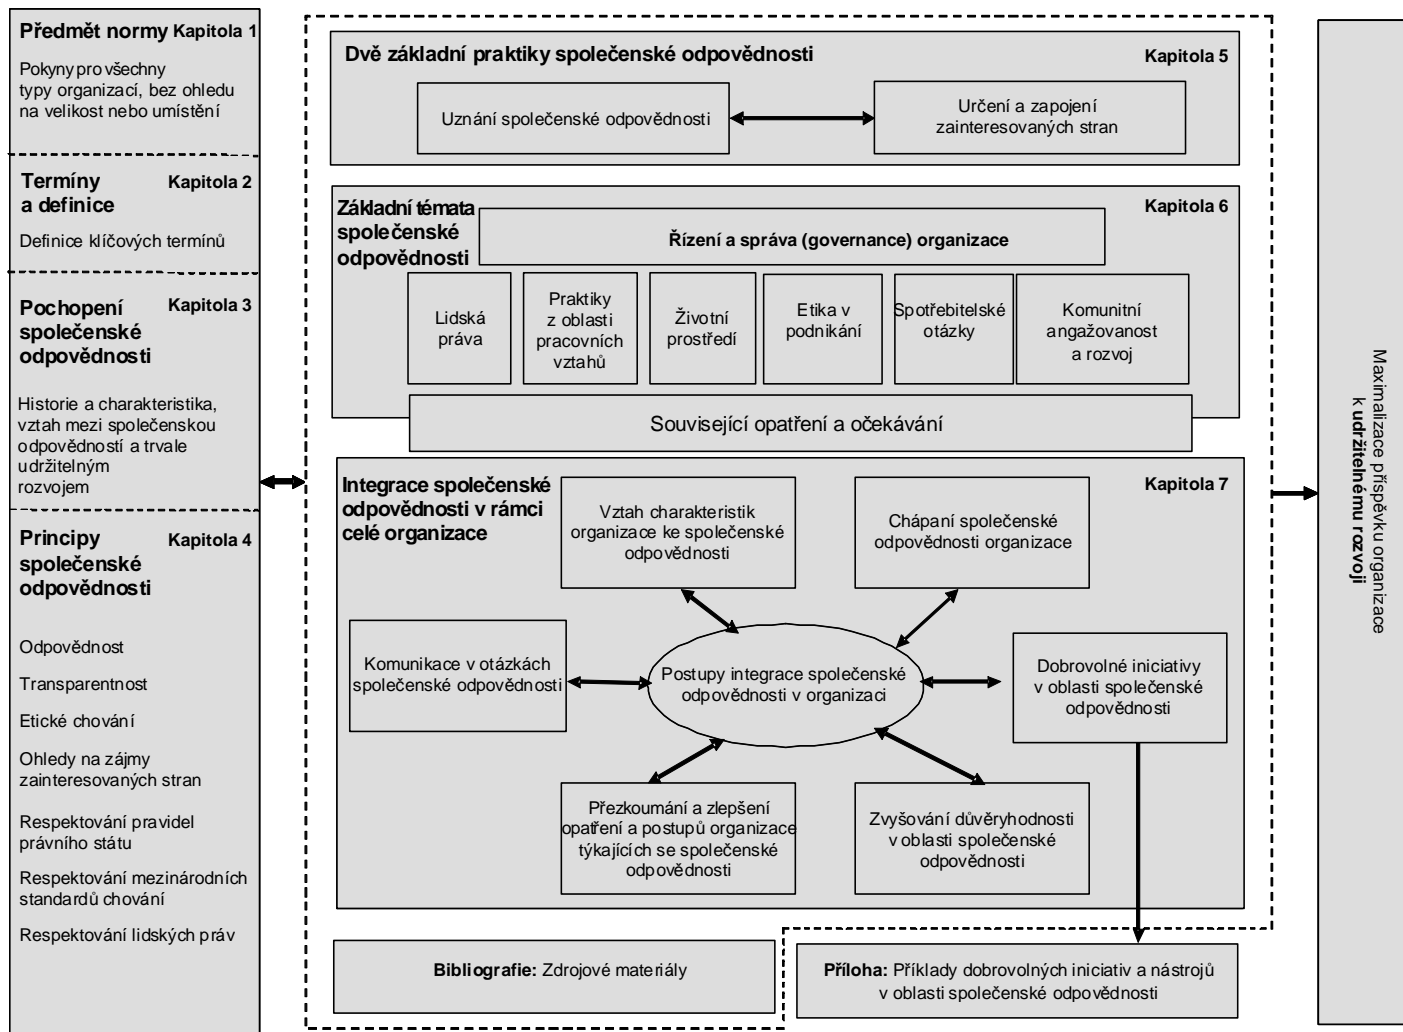 Předmět normy Kapitola 1
Pokyny pro všechny
typy organizací, bez ohledu
na velikost nebo umístění
Termíny
a definice
Kapitola 2
Definice klíčových termínů
Pochopení
společenské
odpovědnosti
Kapitola 3
Historie a charakteristika,
vztah mezi společenskou
odpovědností a trvale
udržitelným
rozvojem
Principy
společenské
odpovědnosti
Kapitola 4
Odpovědnost
Transparentnost
Etické chování
Ohledy na zájmy
zainteresovaných stran
Respektování pravidel
právního státu
Respektování mezinárodních
standardů chování
Respektování lidských práv
Dvě základní praktiky společenské odpovědnosti
Kapitola 5
Uznání společenské odpovědnosti
Určení a zapojení
zainteresovaných stran
Základní témata
společenské
odpovědnosti
Kapitola 6
Řízení a správa (governance) organizace
Lidská
práva
Praktiky
z oblasti
pracovních
vztahů
Životní
prostředí
Etika v
podnikání
Spotřebitelské
otázky
Komunitní
angažovanost
a rozvoj
Související opatření a očekávání
Integrace společenské
odpovědnosti v rámci
celé organizace
Kapitola 7
Vztah charakteristik
organizace ke společenské
odpovědnosti
Chápaní společenské
odpovědnosti organizace
Komunikace v otázkách
společenské odpovědnosti
Postupy integrace společenské
odpovědnosti v organizaci
Dobrovolné iniciativy
v oblasti společenské
odpovědnosti
Přezkoumání a zlepšení
opatření a postupů organizace
týkajících se společenské
odpovědnosti
Zvyšování důvěryhodnosti
v oblasti společenské
odpovědnosti
Bibliografie: Zdrojové materiály
Příloha: Příklady dobrovolných iniciativ a nástrojů
v oblasti společenské odpovědnosti
Maximalizace příspěvku organizace
k udržitelnému rozvoji